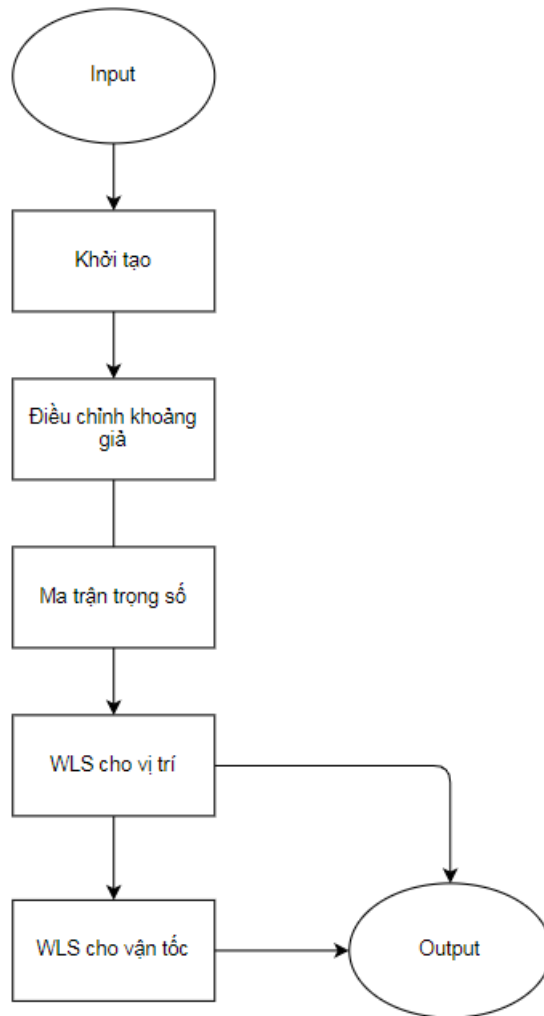 Input
Khởi tạo
Điều chỉnh khoảng
giả
Ma trận trọng số
WLS cho vị trí
WLS cho vận tốc
Output